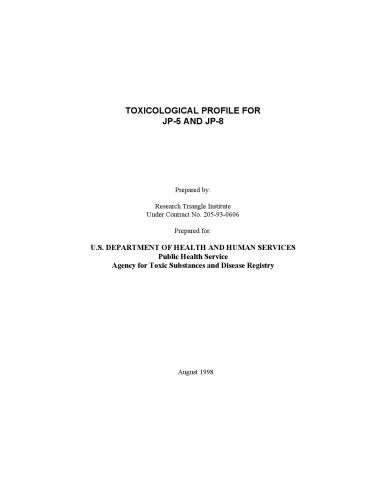 TOXICOLOGICAL PROFILE FOR
JP-5 AND JP-8
Prepared by:
Research Triangle Institute
Under Contract No. 205-93-0606
Prepared for:
U.S. DEPARTMENT OF HEALTH AND HUMAN SERVICES
Public Health Service
Agency for Toxic Substances and Disease Registry
August 1998